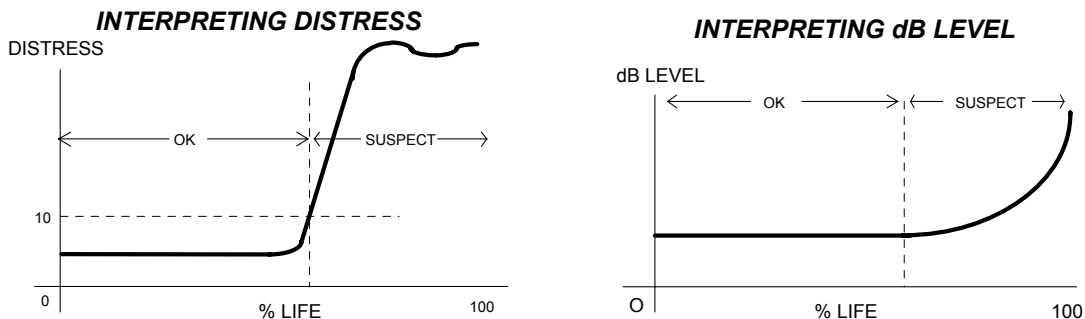 INTERPRETING DISTRESS
DISTRESS
OK
SUSPECT
10
0
% LIFE
100
INTERPRETING dB LEVEL
dB LEVEL
OK
SUSPECT
O
% LIFE
100